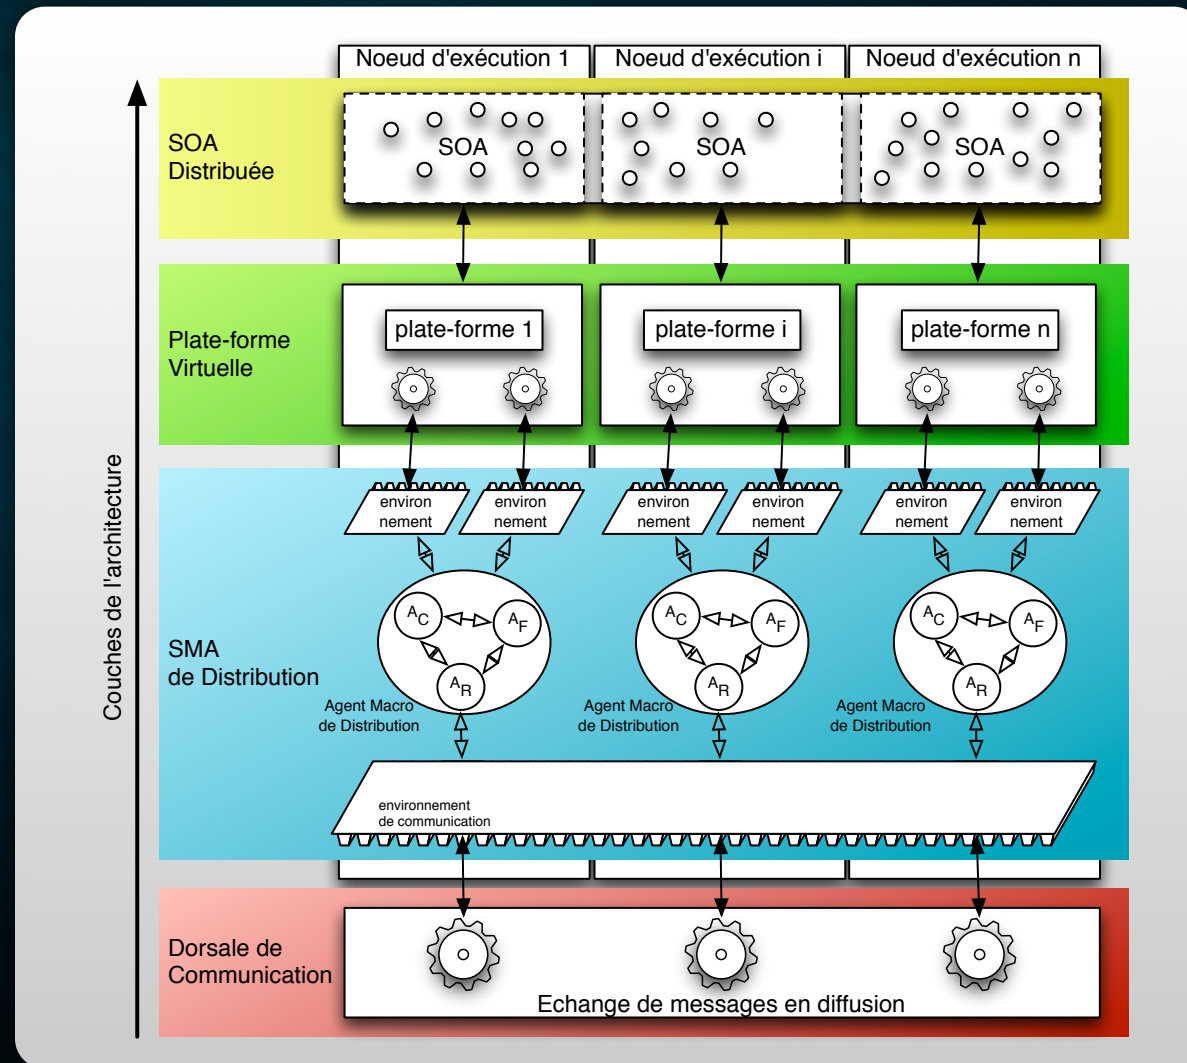 Noeud d'exécution 1
Noeud d'exécution i
Noeud d'exécution n
Couches de l'architecture
SOA
Distribuée
SOA
SOA
SOA
Plate-forme
Virtuelle
plate-forme 1
plate-forme i
plate-forme n
SMA
de Distribution
environ
nement
environ
nement
environ
nement
environ
nement
environ
nement
environ
nement
AC
AF
AR
AC
AF
AR
AC
AF
AR
Agent Macro
de Distribution
Agent Macro
de Distribution
Agent Macro
de Distribution
environnement
de communication
Dorsale de
Communication
Echange de messages en diffusion